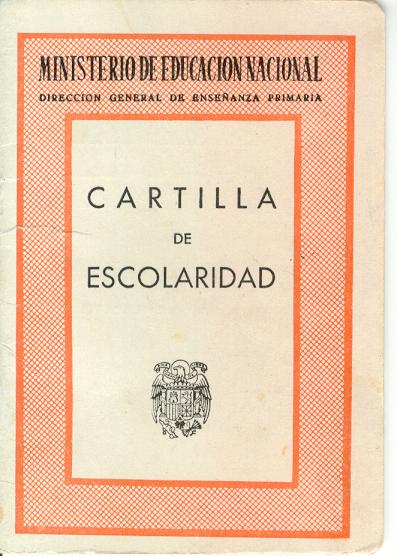 MINISTERIO DE EDUCACION NACIONAL
DIRECCION GENERAL DE ENSEÑANZA PRIMARIA
CARTILLA
DE
ESCOLARIDAD